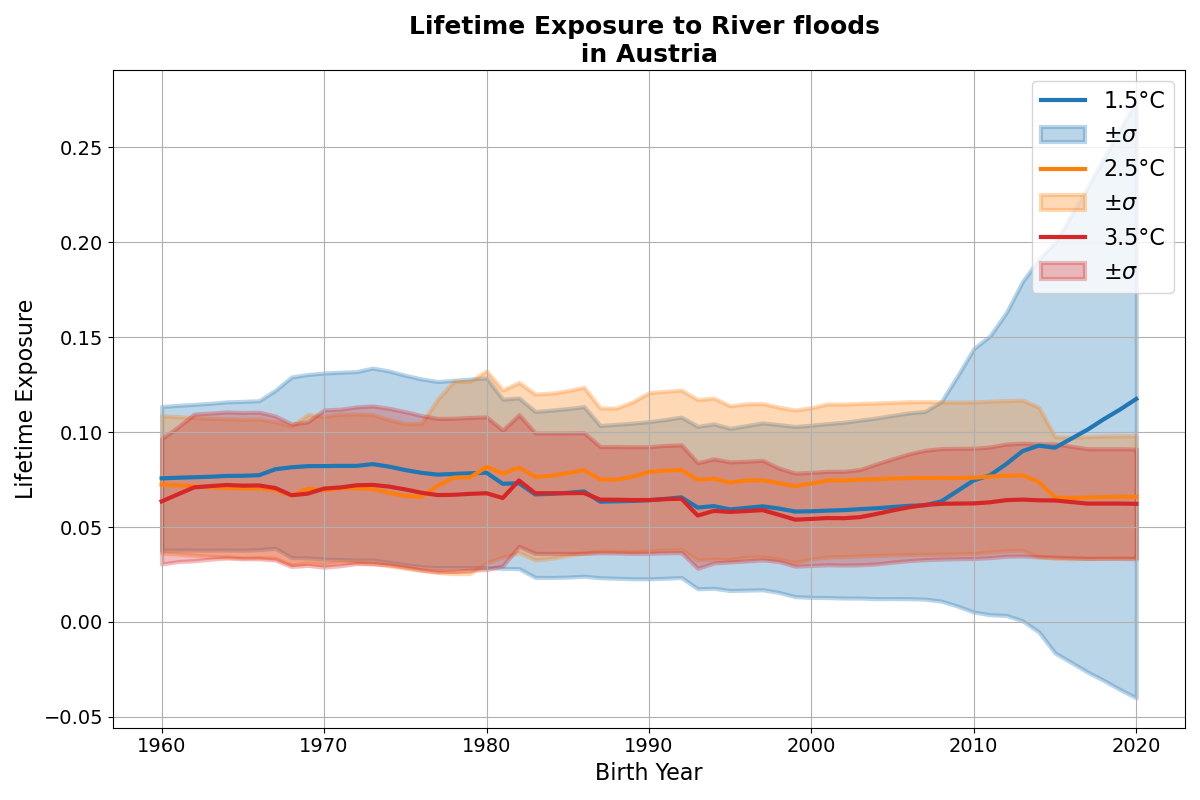 Lifetime Exposure to River floods
in Austria
Lifetime Exposure
0.25
0.20
0.15
0.10
0.05
0.00
−0.05
1960
1970
1980
1990
2000
2010
2020
Birth Year
1.5°C
±σ
2.5°C
±σ
3.5°C
±σ